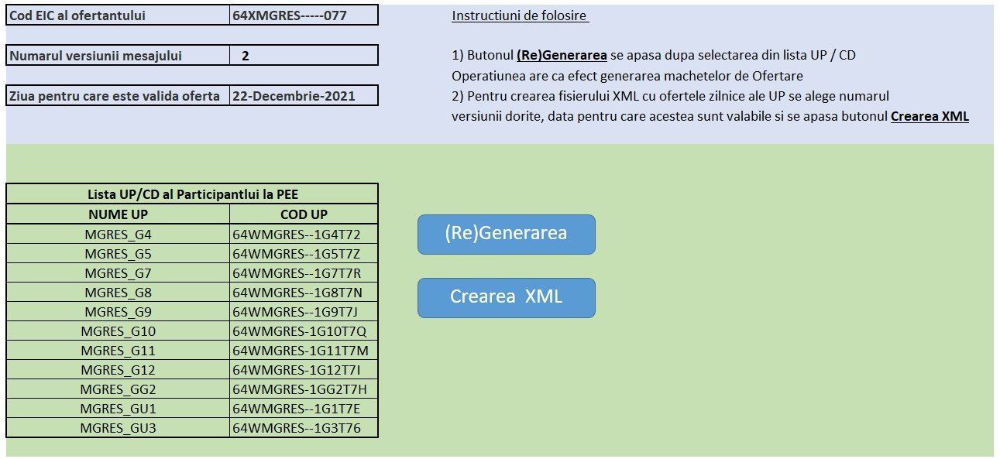 Cod EIC al ofertantului 64XMGRES-----077
Numarul versiunii mesajului 2
Ziua pentru care este valida oferta 22-Decembrie-2021
Instructiuni de folosire
1) Butonul (Re)Generarea se apasa dupa selectarea din lista UP / CD
Operatiunea are ca efect generarea machetelor de Ofertare
2) Pentru crearea fisierului XML cu ofertele zilnice ale UP se alege numarul
versiunii dorite, data pentru care acestea sunt valabile si se apasa butonul Crearea XML
Lista UP/CD al Participantlui la PEE
NUME UP COD UP
MGRES_G4 64WMGRES--1G4T72
MGRES_G5 64WMGRES--1G5T7Z
MGRES_G7 64WMGRES--1G7T7R
MGRES_G8 64WMGRES--1G8T7N
MGRES_G9 64WMGRES--1G9T7J
MGRES_G10 64WMGRES-1G10T7Q
MGRES_G11 64WMGRES-1G11T7M
MGRES_G12 64WMGRES-1G12T7I
MGRES_GG2 64WMGRES-1GG2T7H
MGRES_GU1 64WMGRES--1G1T7E
MGRES_GU3 64WMGRES--1G3T76
(Re)Generarea
Crearea XML